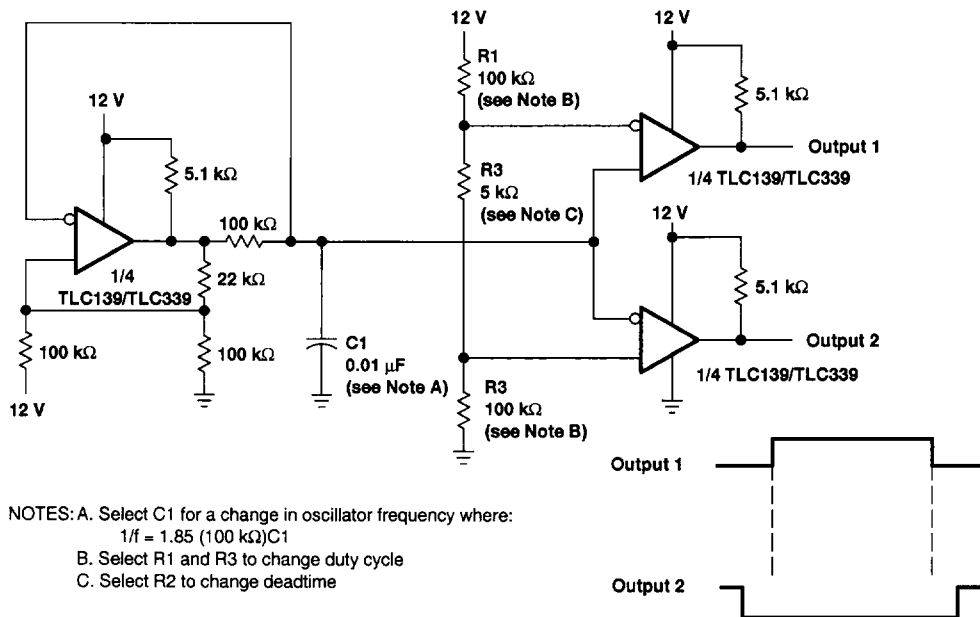 12 V
5.1 kΩ
100 kΩ
1/4
TLC139/TLC339
22 kΩ
100 kΩ
12 V
100 kΩ
C1
0.01 μF
(see Note A)
12 V
R1
100 kΩ
(see Note B)
R3
5 kΩ
(see Note C)
R3
100 kΩ
(see Note B)
12 V
5.1 kΩ
Output 1
1/4 TLC139/TLC339
12 V
5.1 kΩ
Output 2
1/4 TLC139/TLC339
Output 1
Output 2
NOTES: A. Select C1 for a change in oscillator frequency where:
1/f = 1.85 (100 kΩ)C1
B. Select R1 and R3 to change duty cycle
C. Select R2 to change deadtime